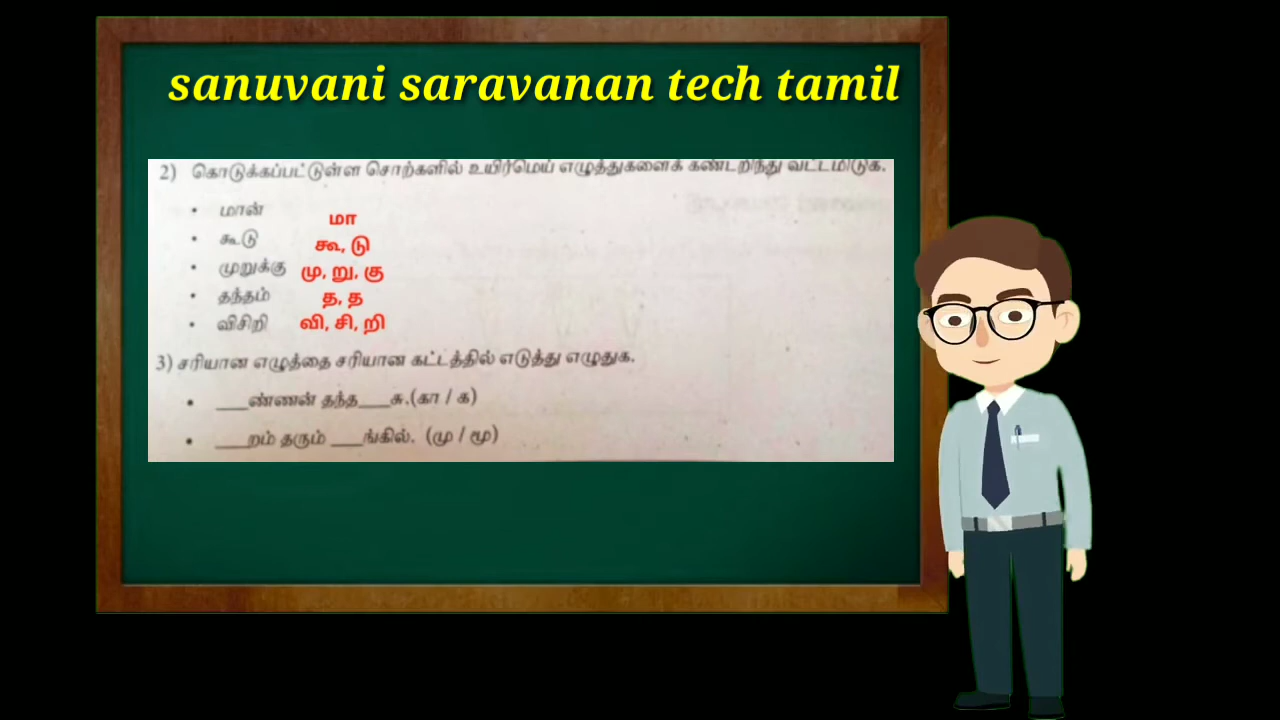 sanuvani saravanan tech tamil
2) கொடுக்கப்பட்டுள்ள சொற்களில் உயிர்மெய் எழுத்துகளைக் கண்டறிந்து வட்டமிடுக.
• மான் மா
• கூடு கூ, டு
• முறுக்கு மு, று, கு
• தந்தம் த, த
• விசிறி வி, சி, றி
3) சரியான எழுத்தை சரியான கட்டத்தில் எடுத்து எழுதுக.
• ___ண்ணன் தந்த___சு.(கா / க)
• ___றம் தரும் ___ங்கில். (மு / மூ)